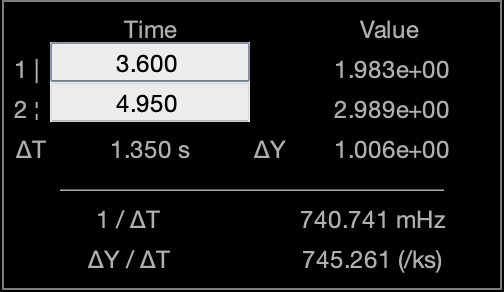 Time Value
1 | 3.600 1.983e+00
2 ¦ 4.950 2.989e+00
ΔT 1.350 s ΔY 1.006e+00
1 / ΔT 740.741 mHz
ΔY / ΔT 745.261 (/ks)